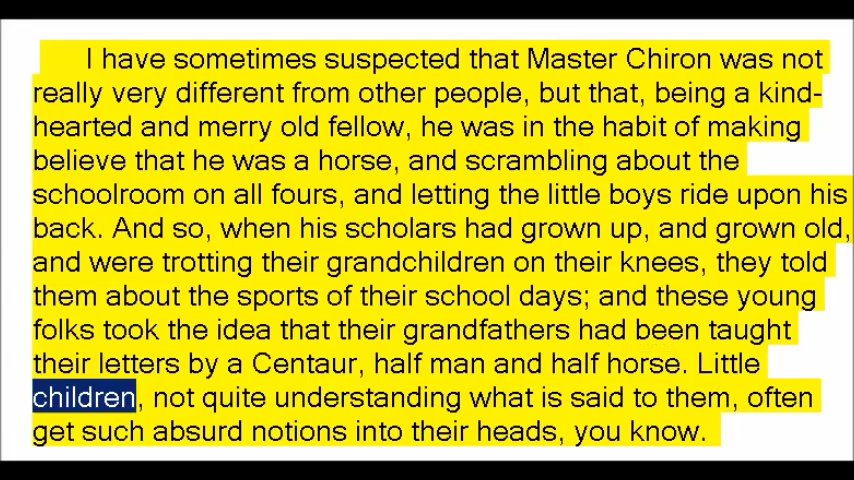 I have sometimes suspected that Master Chiron was not
really very different from other people, but that, being a kind-
hearted and merry old fellow, he was in the habit of making
believe that he was a horse, and scrambling about the
schoolroom on all fours, and letting the little boys ride upon his
back. And so, when his scholars had grown up, and grown old,
and were trotting their grandchildren on their knees, they told
them about the sports of their school days; and these young
folks took the idea that their grandfathers had been taught
their letters by a Centaur, half man and half horse. Little
children, not quite understanding what is said to them, often
get such absurd notions into their heads, you know.